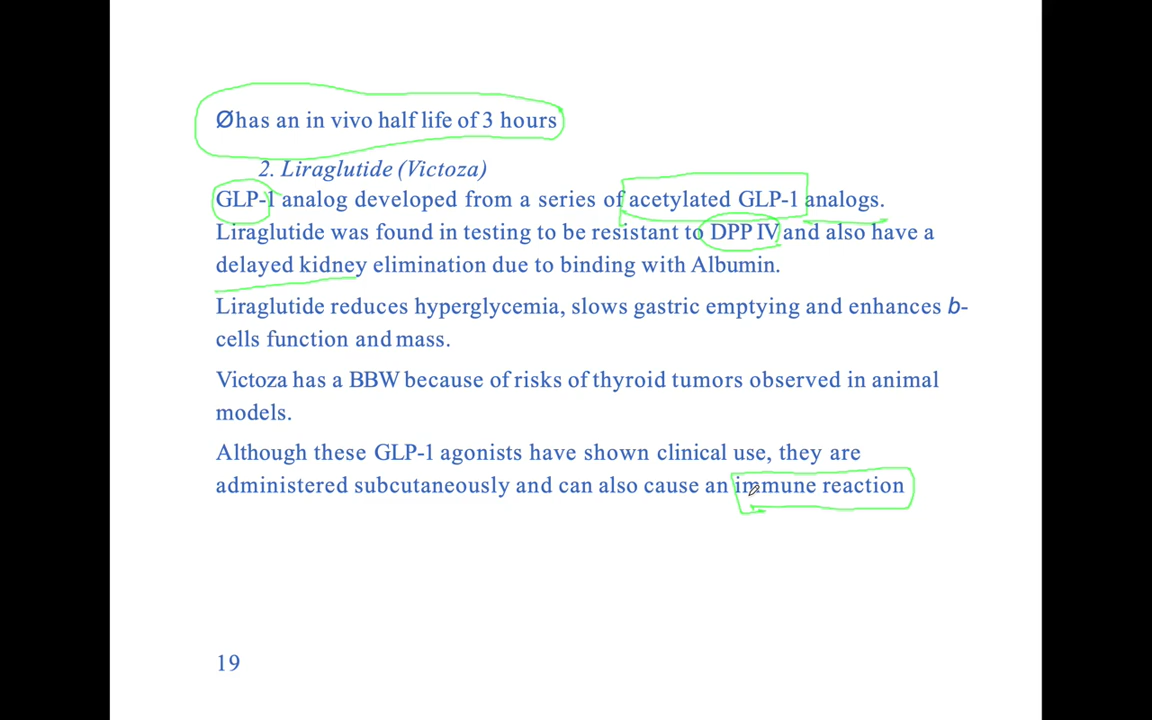 Øhas an in vivo half life of 3 hours
2. Liraglutide (Victoza)
GLP-1 analog developed from a series of acetylated GLP-1 analogs.
Liraglutide was found in testing to be resistant to DPP IV and also have a
delayed kidney elimination due to binding with Albumin.
Liraglutide reduces hyperglycemia, slows gastric emptying and enhances b-
cells function and mass.
Victoza has a BBW because of risks of thyroid tumors observed in animal
models.
Although these GLP-1 agonists have shown clinical use, they are
administered subcutaneously and can also cause an immune reaction
19